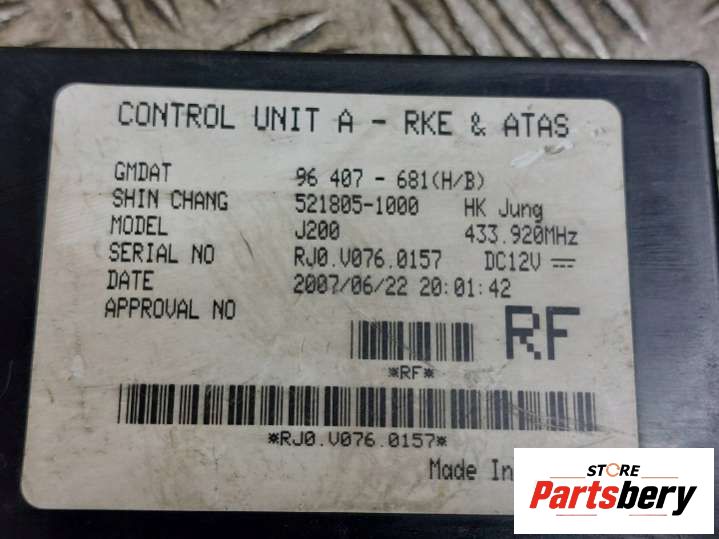 CONTROL UNIT A - RKE & ATAS
GMDAT 96 407 - 681(H/B)
SHIN CHANG 521805-1000 HK Jung
MODEL J200 433.920MHz
SERIAL NO RJ0.V076.0157 DC12V
DATE 2007/06/22 20:01:42
APPROVAL NO
RF
*RF*
*RJ0.V076.0157*
Made In
STORE
Partsbery